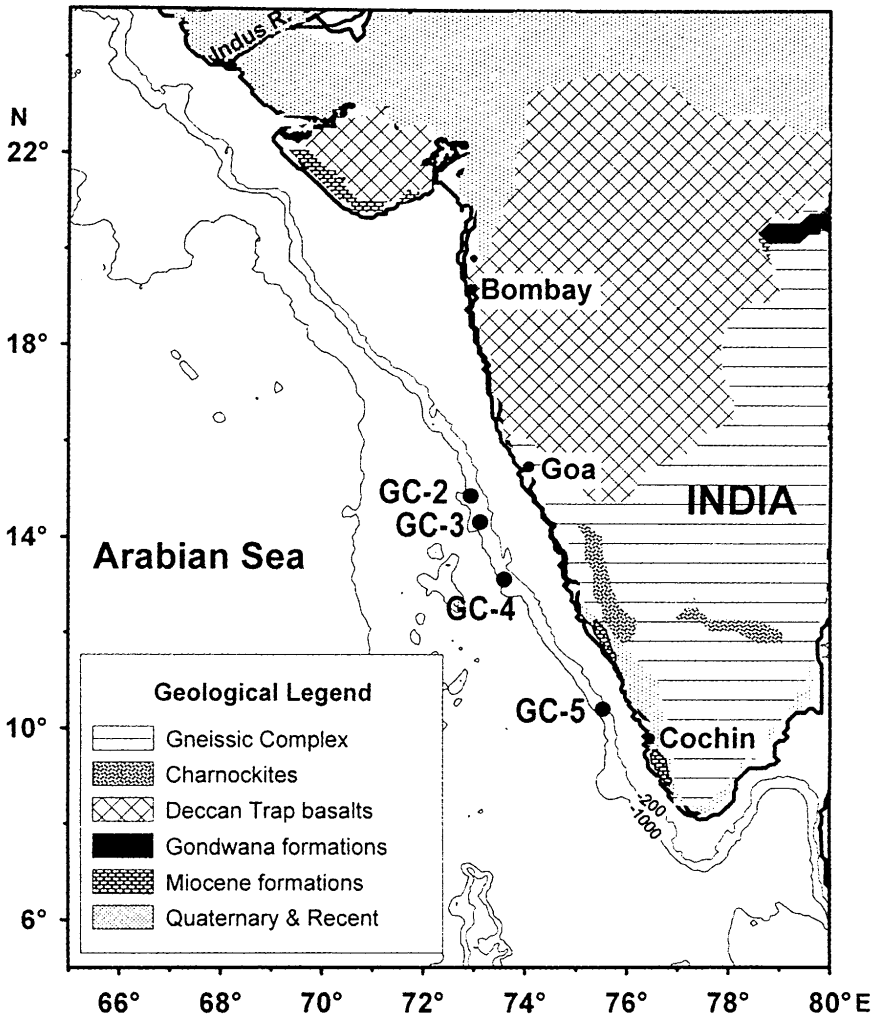 Indus R.
N
22°
Bombay
18°
Goa
GC-2
INDIA
GC-3
14°
Arabian Sea
GC-4
Geological Legend
GC-5
10°
Gneissic Complex
Cochin
Charnockites
Deccan Trap basalts
-200
-1000
Gondwana formations
Miocene formations
6°
Quaternary & Recent
66°
68°
70°
72°
74°
76°
78°
80°E